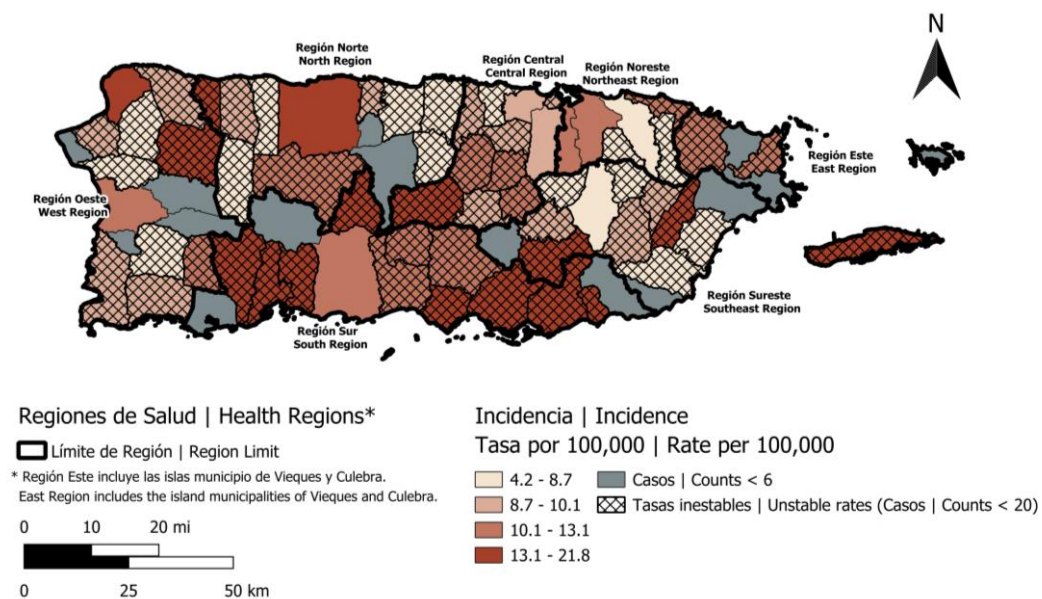 N
Región Norte
North Region
Región Central
Central Region
Región Noreste
Northeast Region
Región Este
East Region
Región Oeste
West Region
Región Sureste
Southeast Region
Región Sur
South Region
Regiones de Salud | Health Regions*
Límite de Región | Region Limit
* Región Este incluye las islas municipio de Vieques y Culebra.
East Region includes the island municipalities of Vieques and Culebra.
0 10 20 mi
0 25 50 km
Incidencia | Incidence
Tasa por 100,000 | Rate per 100,000
4.2 - 8.7
8.7 - 10.1
10.1 - 13.1
13.1 - 21.8
Casos | Counts < 6
Tasas inestables | Unstable rates (Casos | Counts < 20)